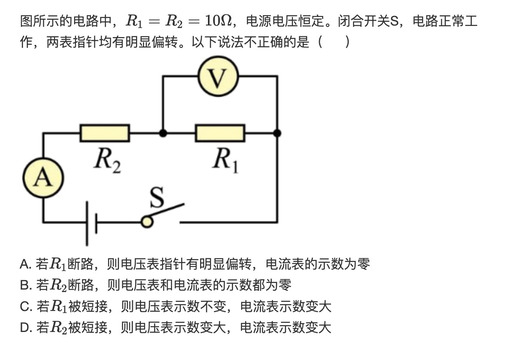 图所示的电路中，R₁ = R₂ = 10Ω，电源电压恒定。闭合开关S，电路正常工
作，两表指针均有明显偏转。以下说法不正确的是（  ）
V
R₂ R₁
A
S
A. 若R₁断路，则电压表指针有明显偏转，电流表的示数为零
B. 若R₂断路，则电压表和电流表的示数都为零
C. 若R₁被短接，则电压表示数不变，电流表示数变大
D. 若R₂被短接，则电压表示数变大，电流表示数变大